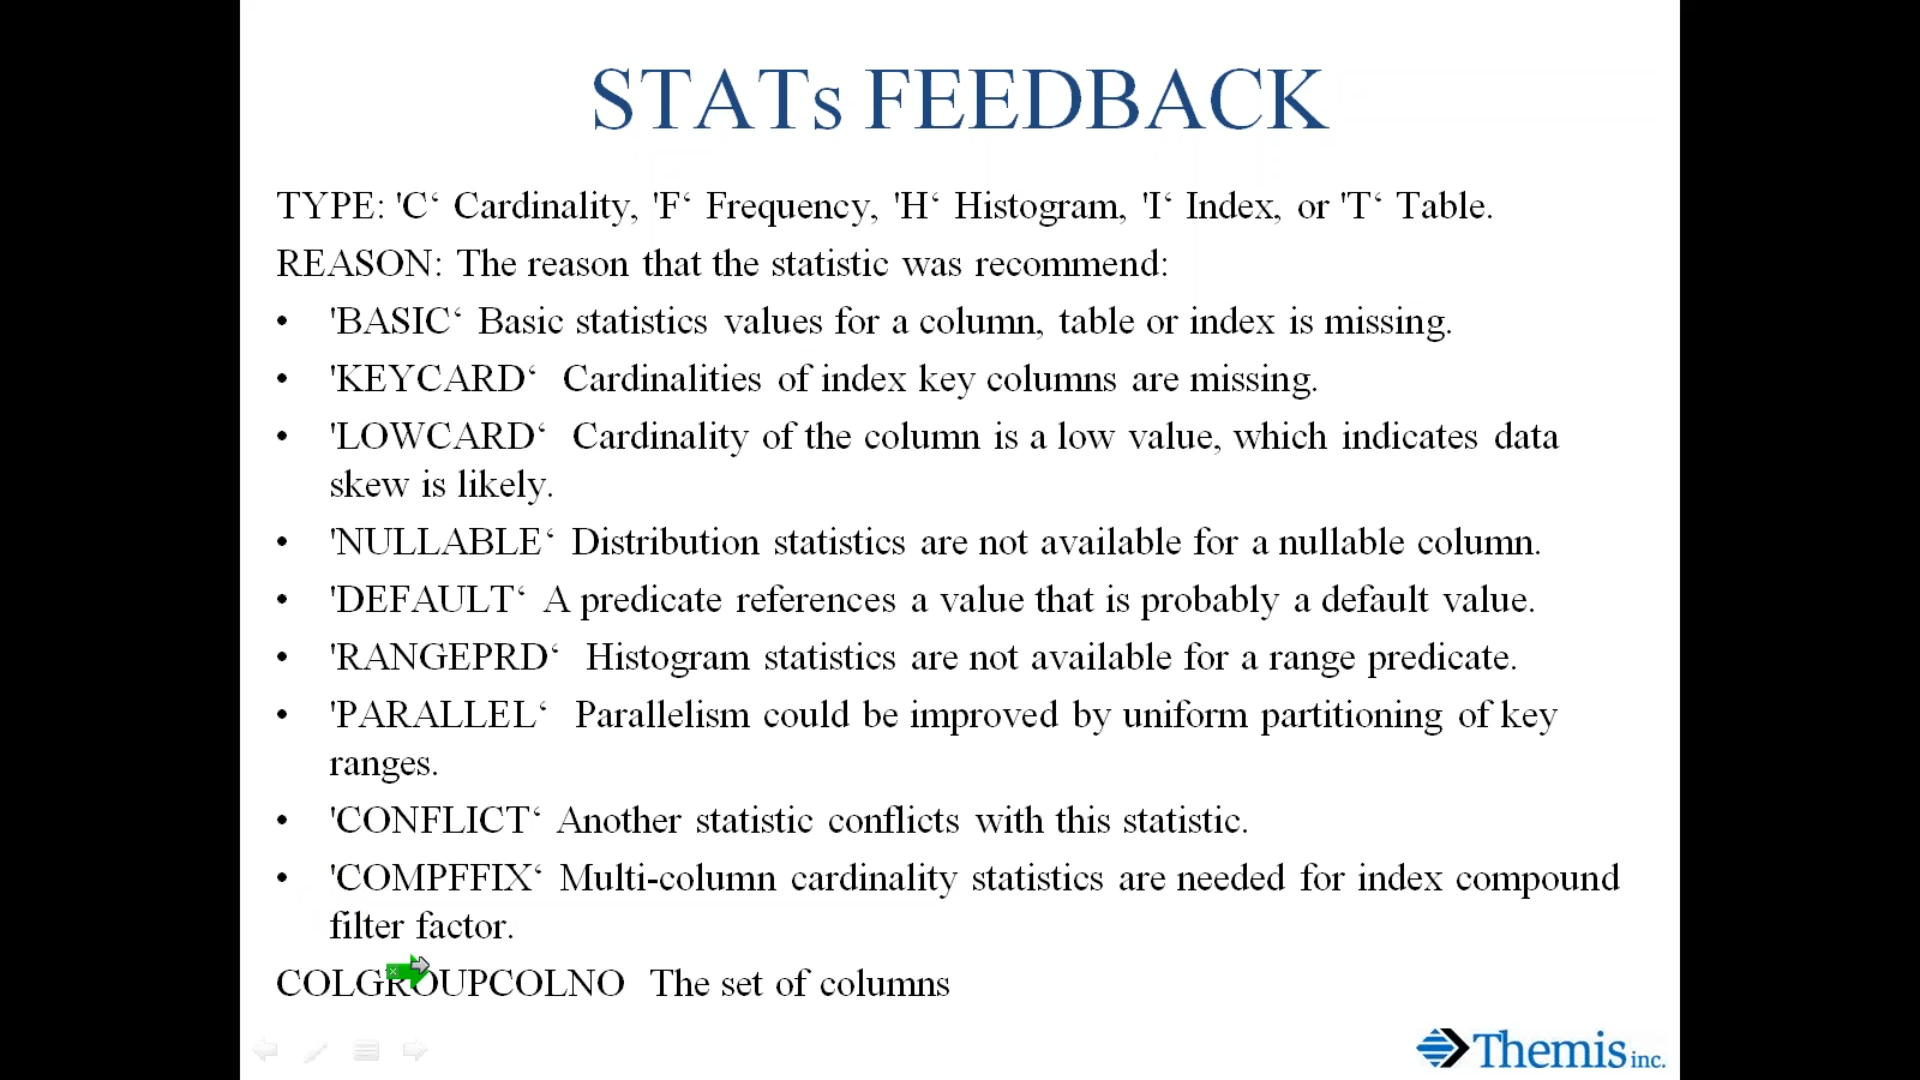 STATs FEEDBACK
TYPE: 'C‘ Cardinality, 'F‘ Frequency, 'H‘ Histogram, 'I‘ Index, or 'T‘ Table.
REASON: The reason that the statistic was recommend:
• 'BASIC‘ Basic statistics values for a column, table or index is missing.
• 'KEYCARD‘ Cardinalities of index key columns are missing.
• 'LOWCARD‘ Cardinality of the column is a low value, which indicates data
skew is likely.
• 'NULLABLE‘ Distribution statistics are not available for a nullable column.
• 'DEFAULT‘ A predicate references a value that is probably a default value.
• 'RANGEPRD‘ Histogram statistics are not available for a range predicate.
• 'PARALLEL‘ Parallelism could be improved by uniform partitioning of key
ranges.
• 'CONFLICT‘ Another statistic conflicts with this statistic.
• 'COMPFFIX‘ Multi-column cardinality statistics are needed for index compound
filter factor.
COLGROUPCOLNO The set of columns
Themis inc.